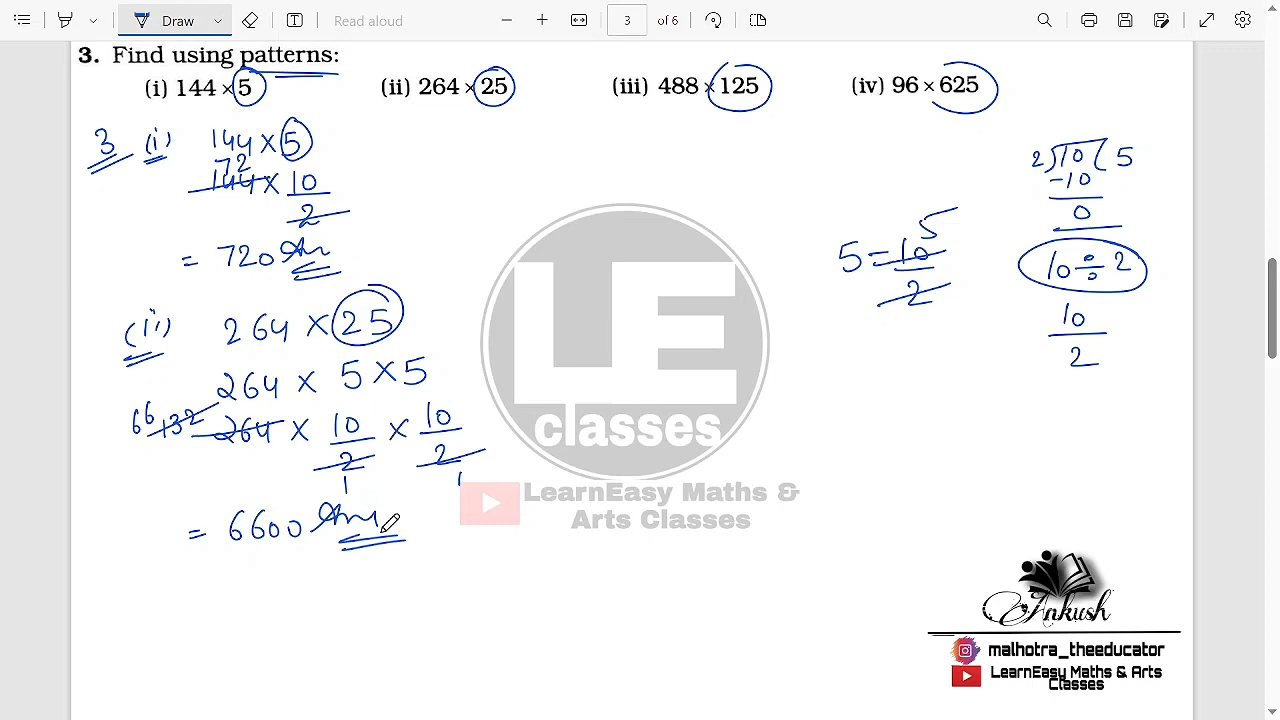 Draw
Read aloud
3
of 6
3. Find using patterns:
(i) 144 × 5 (ii) 264 × 25 (iii) 488 × 125 (iv) 96 × 625
3 (i) 144 × 5
72
144 × 10
2
= 720 Ans
(ii) 264 × 25
264 × 5 × 5
66 132 264 × 10 × 10
2 2
1 1
= 6600 Ans
5
5 = 10
2
2 10 5
-10
0
10 ÷ 2
10
2
LE
classes
LearnEasy Maths &
Arts Classes
Ankush
malhotra_theeducator
LearnEasy Maths & Arts
Classes